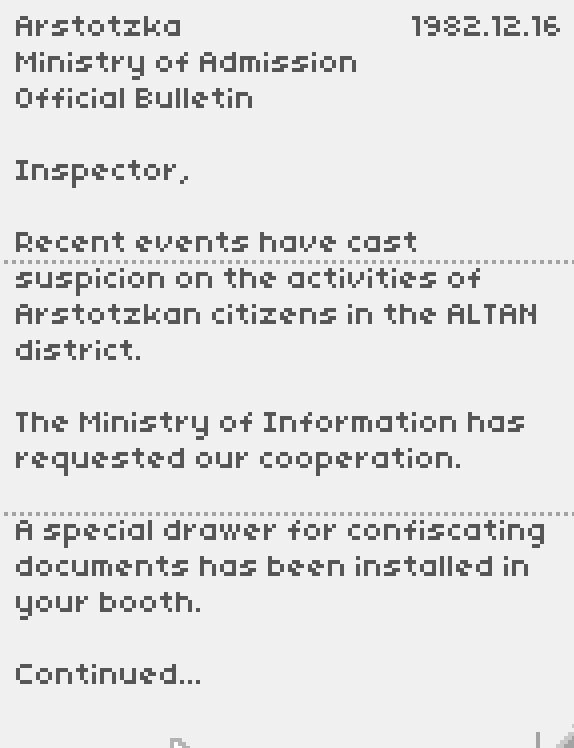 Arstotzka 1982.12.16
Ministry of Admission
Official Bulletin
Inspector,
Recent events have cast
suspicion on the activities of
Arstotzkan citizens in the ALTAN
district.
The Ministry of Information has
requested our cooperation.
A special drawer for confiscating
documents has been installed in
your booth.
Continued...